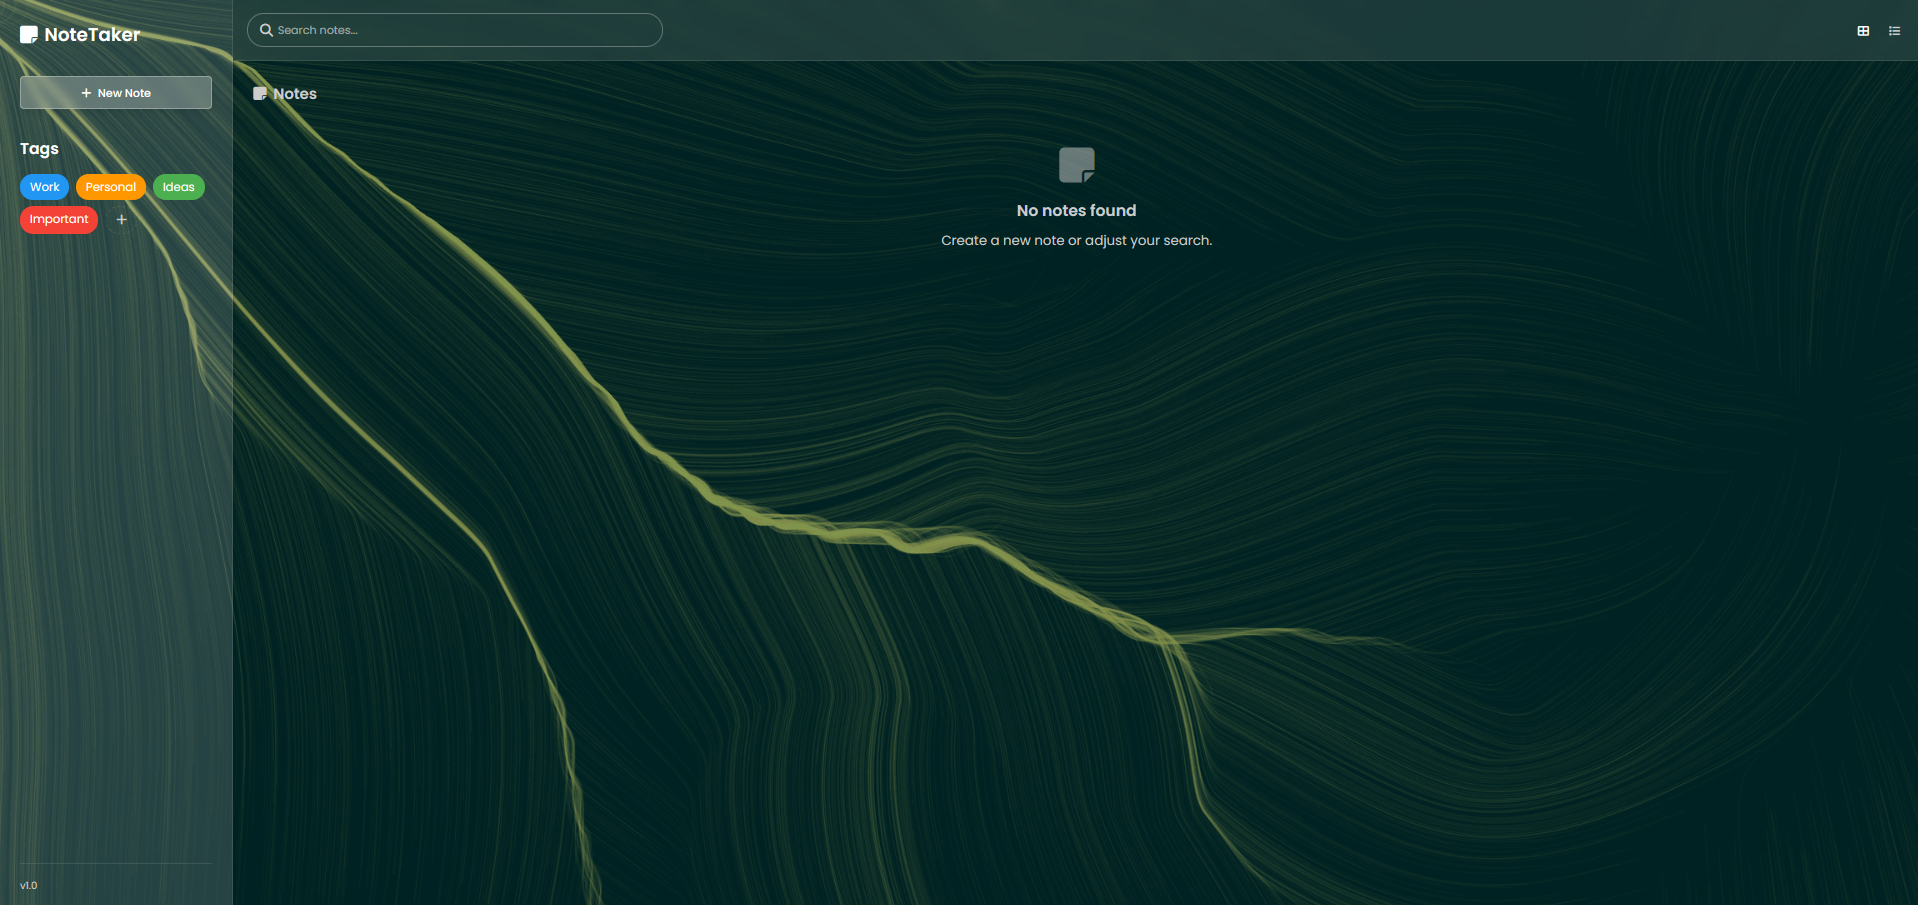 NoteTaker
Search notes...
+ New Note
Notes
Tags
Work Personal Ideas
Important +
No notes found
Create a new note or adjust your search.
v1.0